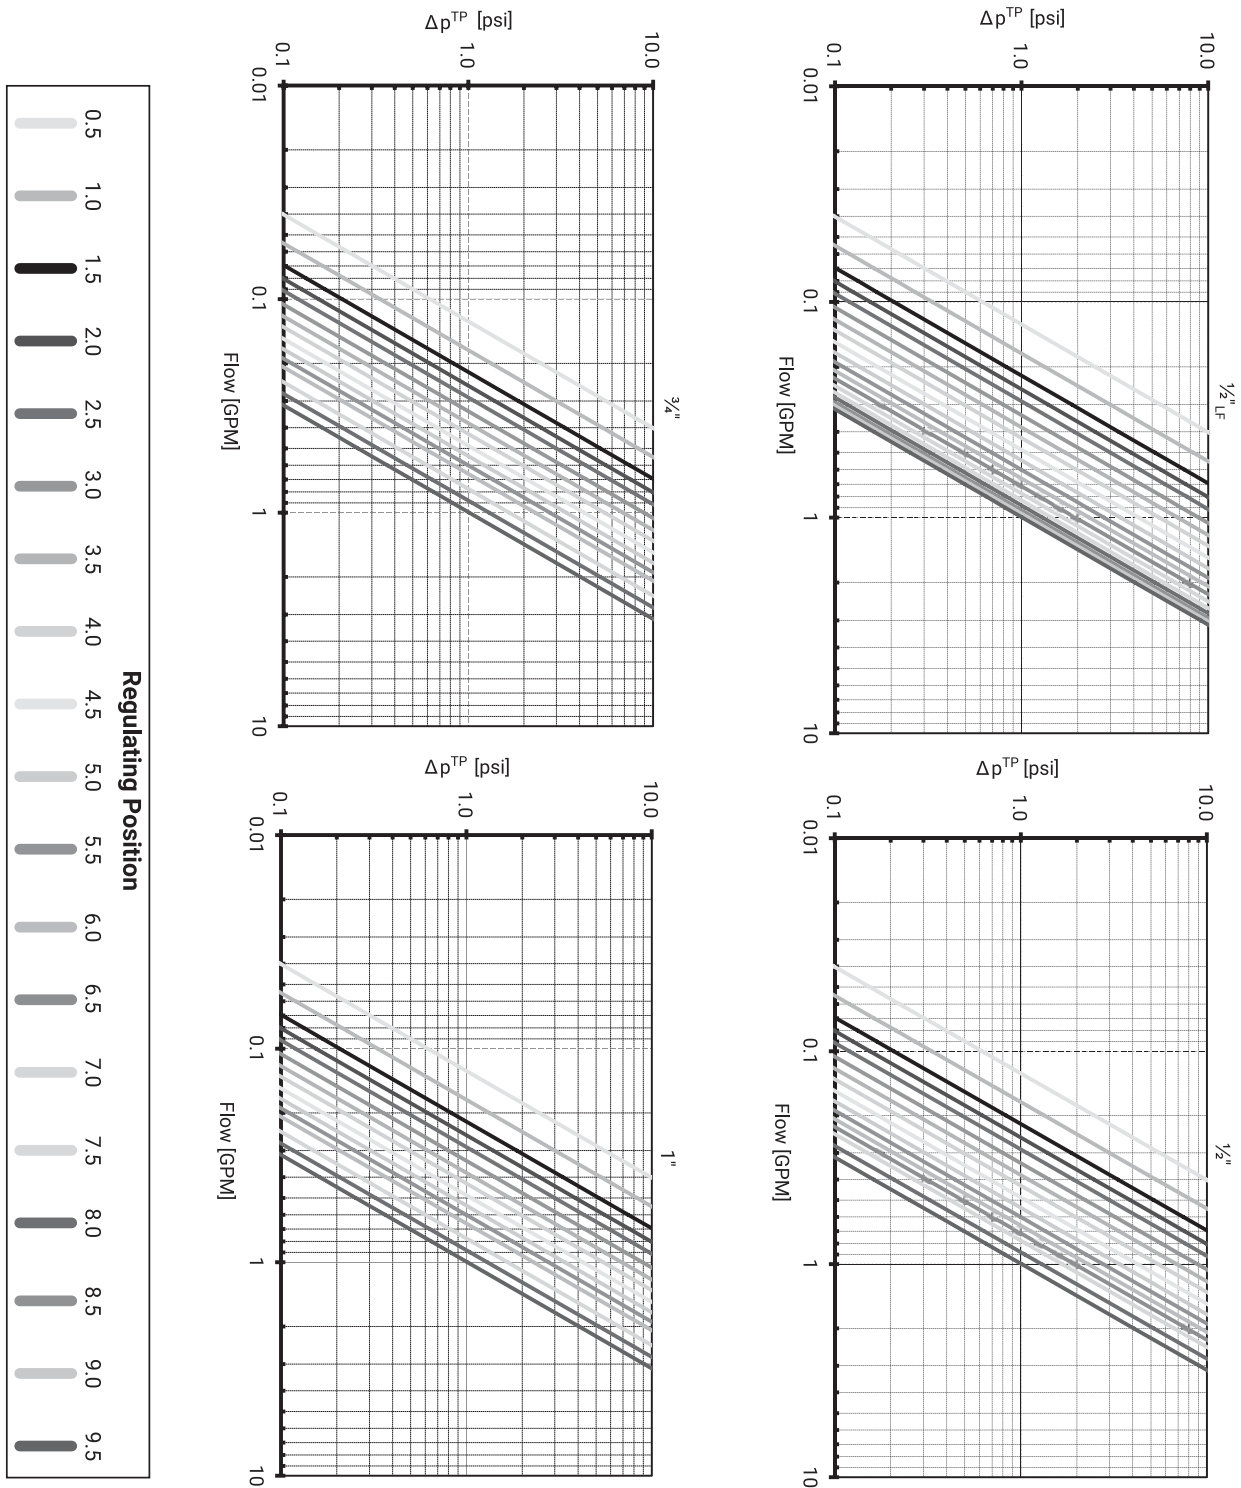 ½" LF
Δp^TP [psi]
10.0
1.0
0.1
0.01
0.1
1
10
Flow [GPM]
½"
Δp^TP [psi]
10.0
1.0
0.1
0.01
0.1
1
10
Flow [GPM]
¾"
Δp^TP [psi]
10.0
1.0
0.1
0.01
0.1
1
10
Flow [GPM]
1"
Δp^TP [psi]
10.0
1.0
0.1
0.01
0.1
1
10
Flow [GPM]
Regulating Position
0.5 1.0 1.5 2.0 2.5 3.0 3.5 4.0 4.5 5.0 5.5 6.0 6.5 7.0 7.5 8.0 8.5 9.0 9.5